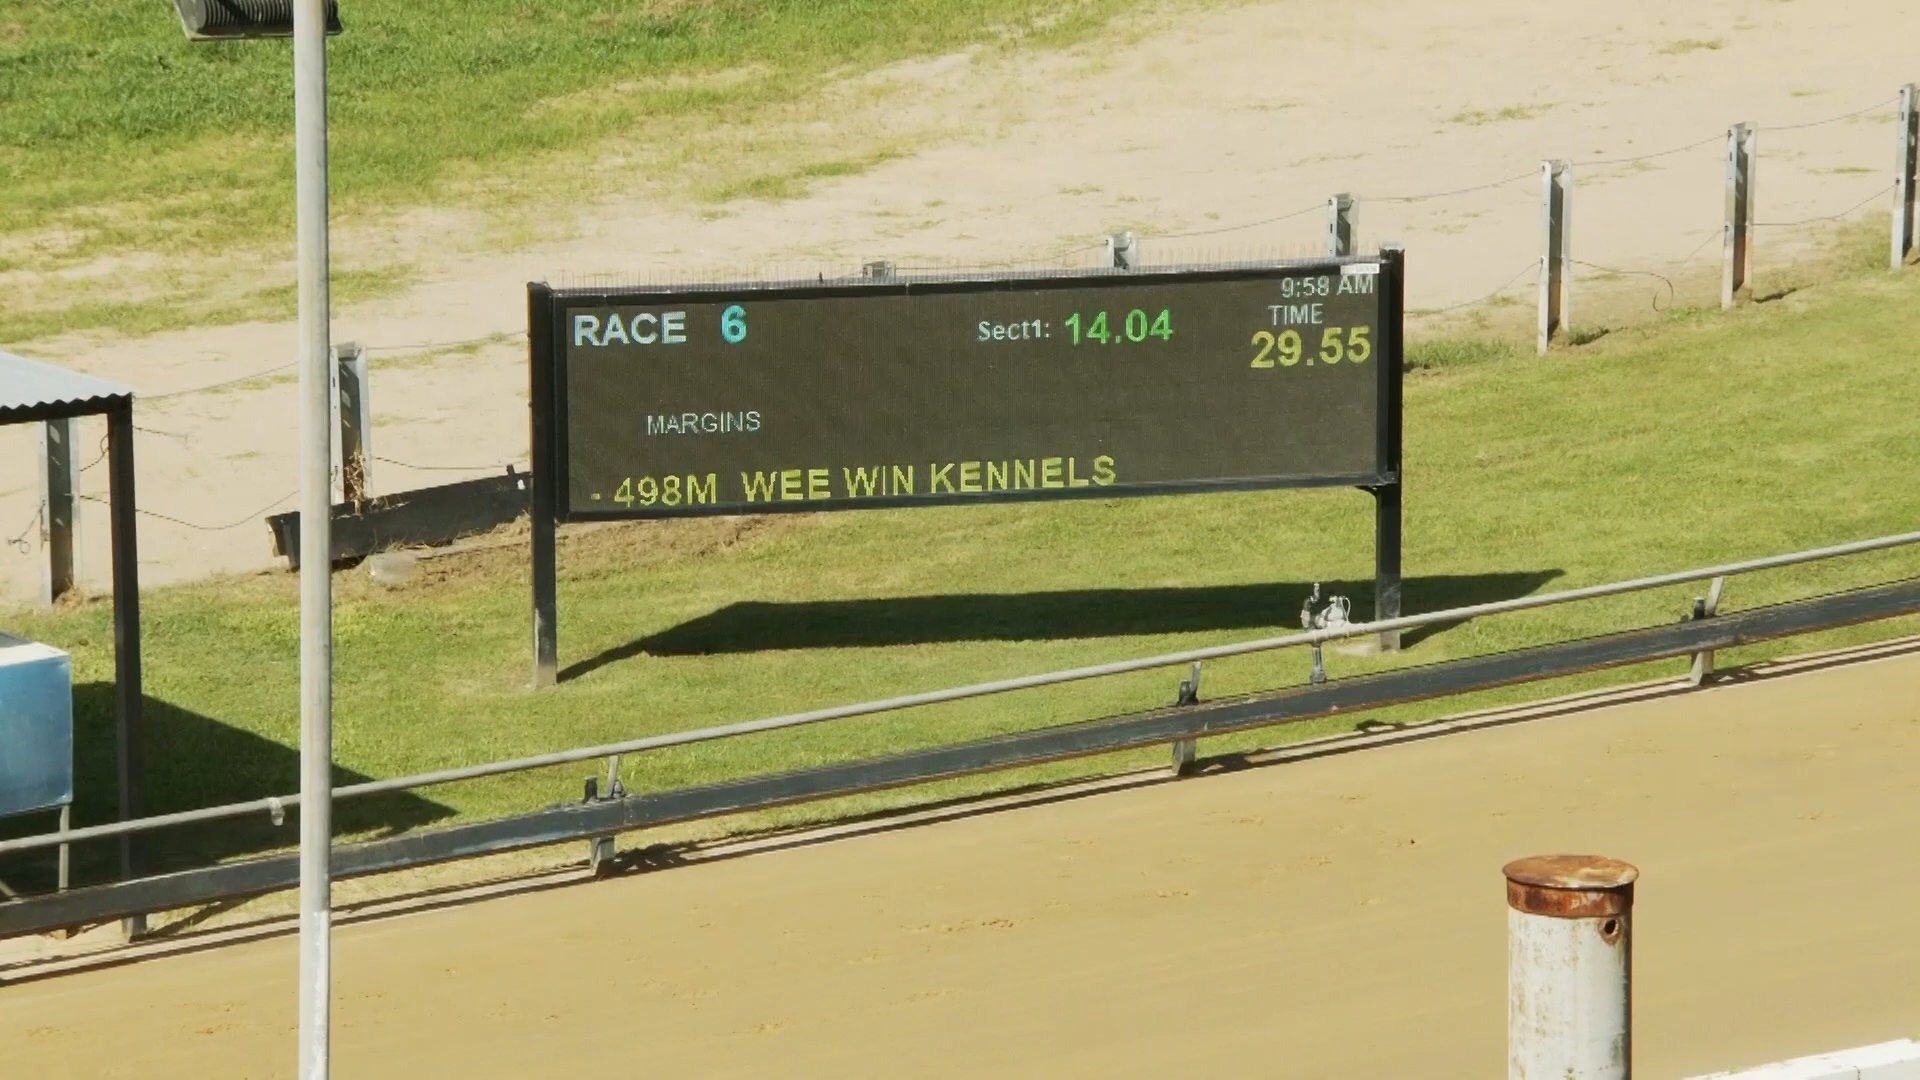 9:58 AM
RACE 6 Sect1: 14.04 TIME
29.55
MARGINS
- 498M WEE WIN KENNELS